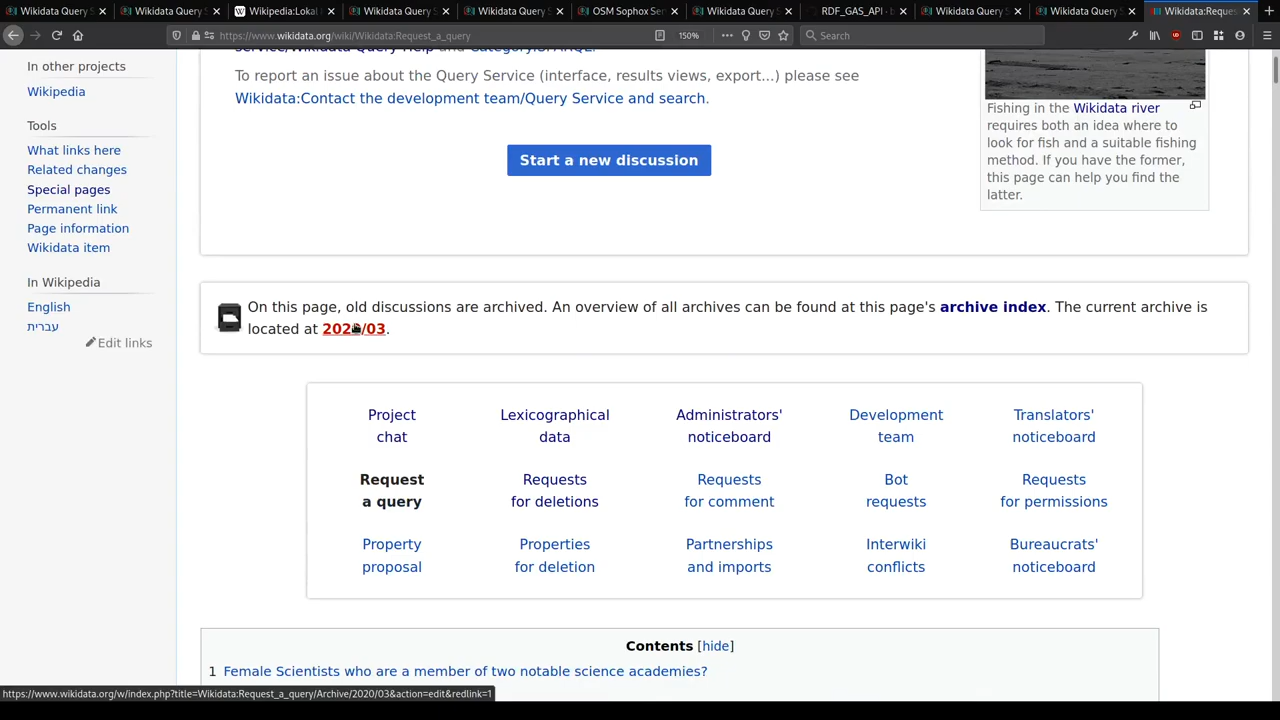 Wikidata Query S
Wikidata Query S
Wikipedia:Lokal
Wikidata Query S
Wikidata Query S
OSM Sophox Ser
Wikidata Query S
RDF_GAS_API - b
Wikidata Query S
Wikidata Query S
Wikidata:Reques
https://www.wikidata.org/wiki/Wikidata:Request_a_query
150%
Search
In other projects
Wikipedia
Tools
What links here
Related changes
Special pages
Permanent link
Page information
Wikidata item
In Wikipedia
English
עברית
Edit links
service/Wikidata Query Help and Category:SPARQL.
To report an issue about the Query Service (interface, results views, export...) please see
Wikidata:Contact the development team/Query Service and search.
Start a new discussion
Fishing in the Wikidata river
requires both an idea where to
look for fish and a suitable fishing
method. If you have the former,
this page can help you find the
latter.
On this page, old discussions are archived. An overview of all archives can be found at this page's archive index. The current archive is
located at 2020/03.
Project
chat
Lexicographical
data
Administrators'
noticeboard
Development
team
Translators'
noticeboard
Request
a query
Requests
for deletions
Requests
for comment
Bot
requests
Requests
for permissions
Property
proposal
Properties
for deletion
Partnerships
and imports
Interwiki
conflicts
Bureaucrats'
noticeboard
Contents [hide]
1 Female Scientists who are a member of two notable science academies?
https://www.wikidata.org/w/index.php?title=Wikidata:Request_a_query/Archive/2020/03&action=edit&redlink=1